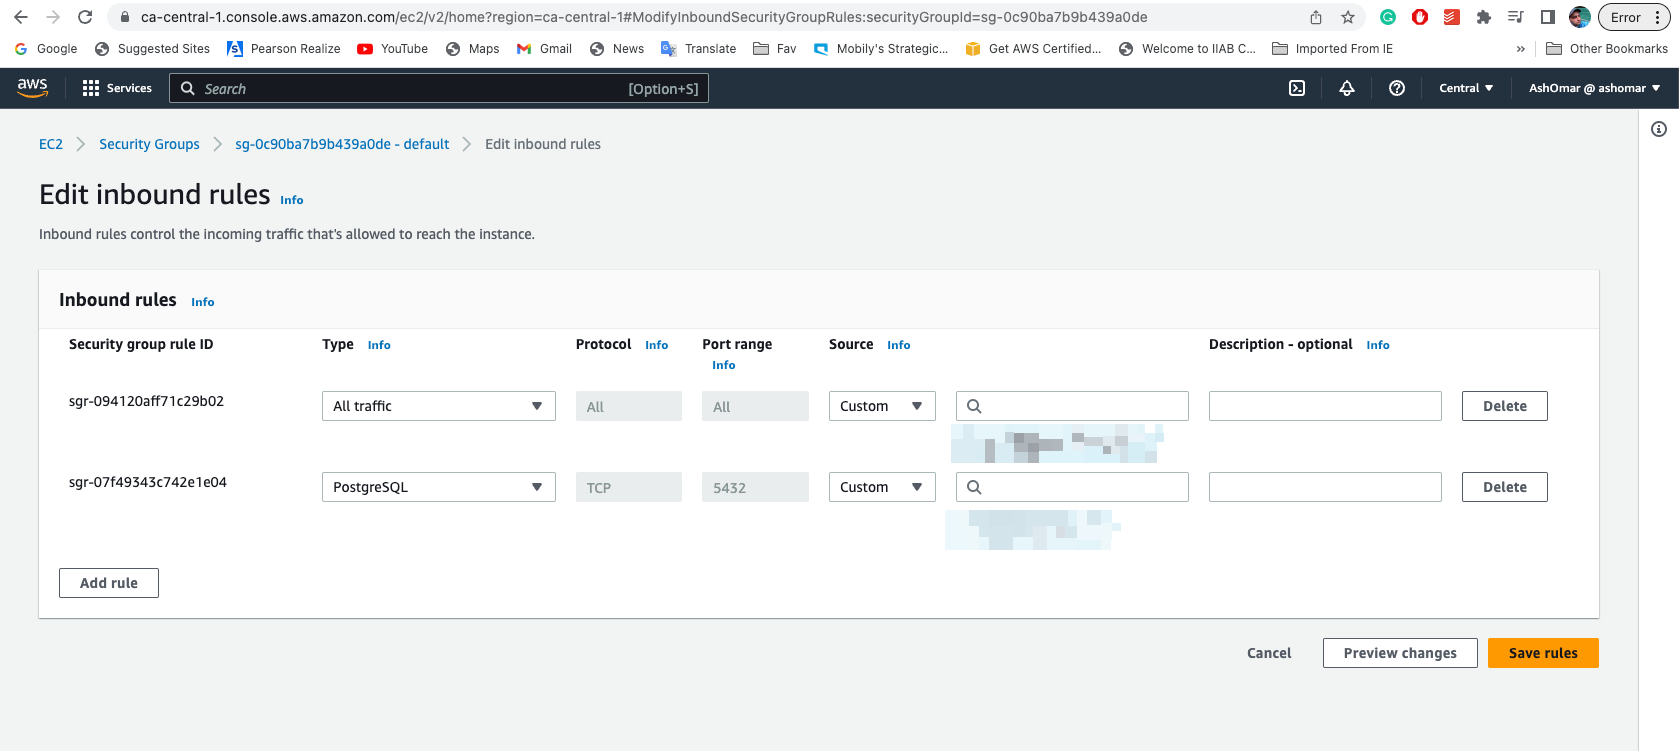 ca-central-1.console.aws.amazon.com/ec2/v2/home?region=ca-central-1#ModifyInboundSecurityGroupRules:securityGroupId=sg-0c90ba7b9b439a0de Error
Google Suggested Sites Pearson Realize YouTube Maps Gmail News Translate Fav Mobily's Strategic... Get AWS Certified... Welcome to IIAB C... Imported From IE » Other Bookmarks
aws Services Search [Option+S] Central AshOmar @ ashomar
EC2 Security Groups sg-0c90ba7b9b439a0de - default Edit inbound rules
Edit inbound rules Info
Inbound rules control the incoming traffic that's allowed to reach the instance.
Inbound rules Info
Security group rule ID Type Info Protocol Info Port range Source Info Description - optional Info
Info
sgr-094120aff71c29b02 All traffic All All Custom Delete
sgr-07f49343c742e1e04 PostgreSQL TCP 5432 Custom Delete
Add rule
Cancel Preview changes Save rules